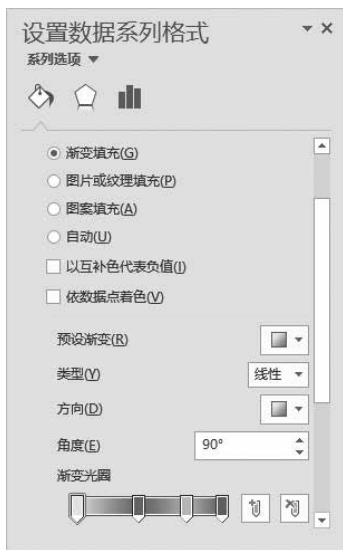 设置数据系列格式
系列选项
渐变填充(G)
图片或纹理填充(P)
图案填充(A)
自动(U)
以互补色代表负值(I)
依数据点着色(V)
预设渐变(R)
类型(Y) 线性
方向(D)
角度(E) 90°
渐变光圈